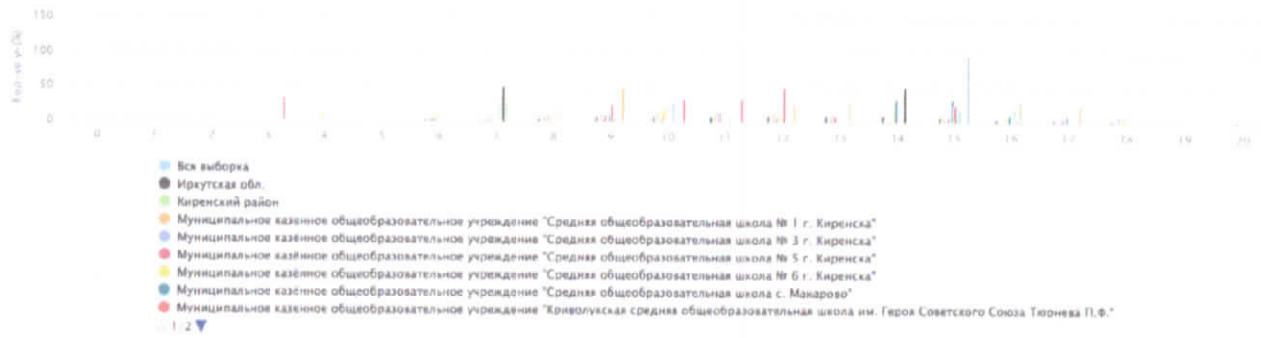 150
100
50
0
0 1 2 3 4 5 6 7 8 9 10 11 12 13 14 15 16 17 18 19 20
Вся выборка
Иркутская обл.
Киренский район
Муниципальное казенное общеобразовательное учреждение "Средняя общеобразовательная школа № 1 г. Киренска"
Муниципальное казённое общеобразовательное учреждение "Средняя общеобразовательная школа № 3 г. Киренска"
Муниципальное казённое общеобразовательное учреждение "Средняя общеобразовательная школа № 5 г. Киренска"
Муниципальное казённое общеобразовательное учреждение "Средняя общеобразовательная школа № 6 г. Киренска"
Муниципальное казённое общеобразовательное учреждение "Средняя общеобразовательная школа с. Макарово"
Муниципальное казенное общеобразовательное учреждение "Криволукская средняя общеобразовательная школа им. Героя Советского Союза Тюрнева П.Ф."
1/2